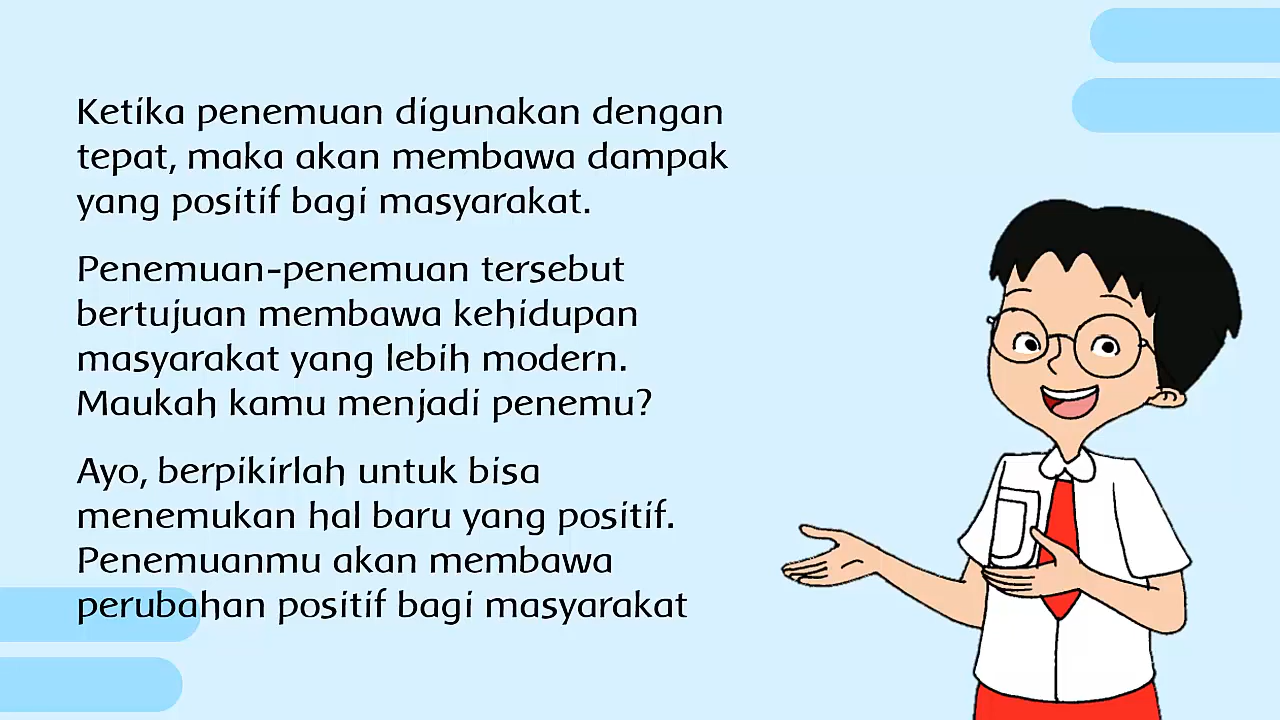 Ketika penemuan digunakan dengan
tepat, maka akan membawa dampak
yang positif bagi masyarakat.
Penemuan-penemuan tersebut
bertujuan membawa kehidupan
masyarakat yang lebih modern.
Maukah kamu menjadi penemu?
Ayo, berpikirlah untuk bisa
menemukan hal baru yang positif.
Penemuanmu akan membawa
perubahan positif bagi masyarakat